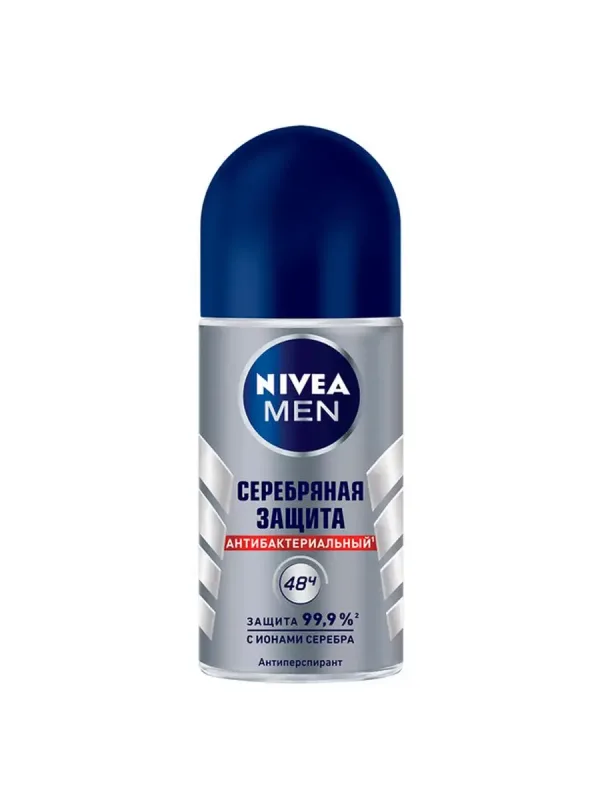 NIVEA
MEN
СЕРЕБРЯНАЯ
ЗАЩИТА
АНТИБАКТЕРИАЛЬНЫЙ¹
48ч
ЗАЩИТА 99,9%²
С ИОНАМИ СЕРЕБРА
Антиперспирант